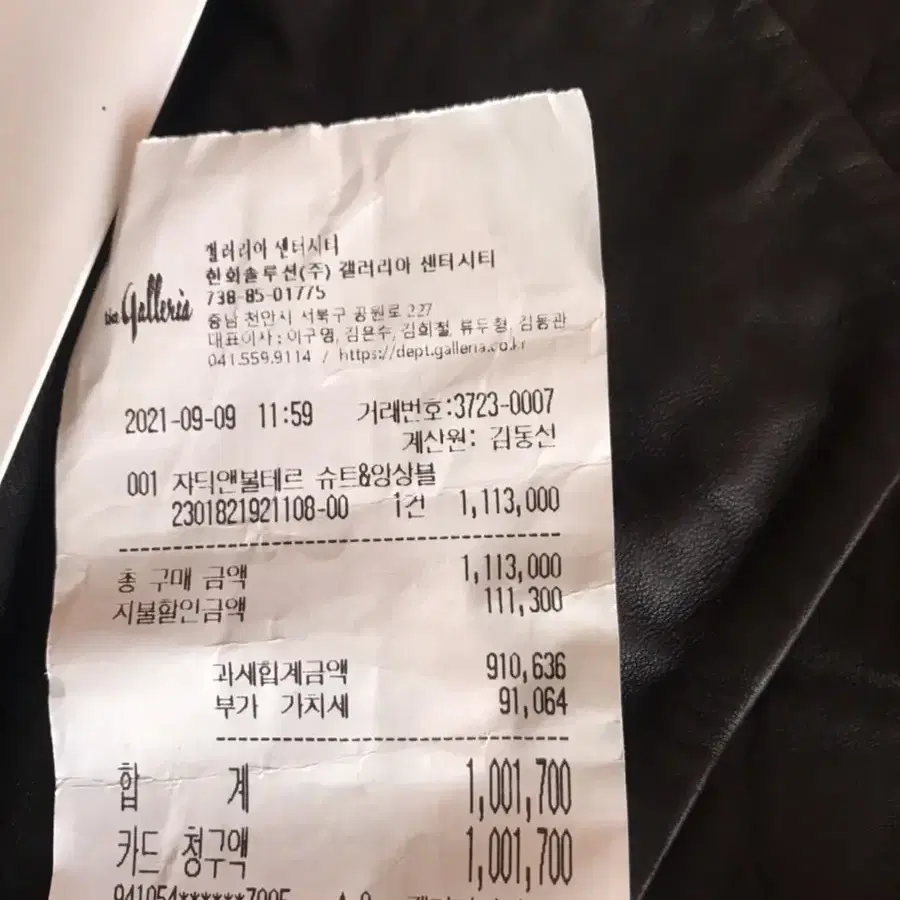 the Galleria
갤러리아 센터시티
한화솔루션(주) 갤러리아 센터시티
738-85-01775
충남 천안시 서북구 공원로 227
대표이사 : 이구영, 김은수, 김희철, 류두형, 김동관
041.559.9114 / https://dept.galleria.co.kr
2021-09-09 11:59 거래번호:3723-0007
계산원: 김동선
001 쟈딕앤볼테르 슈트&앙상블
2301821921108-00 1건 1,113,000
총 구매 금액 1,113,000
지불할인금액 111,300
과세합계금액 910,636
부가 가치세 91,064
합 계 1,001,700
카드 청구액 1,001,700
941054******7005